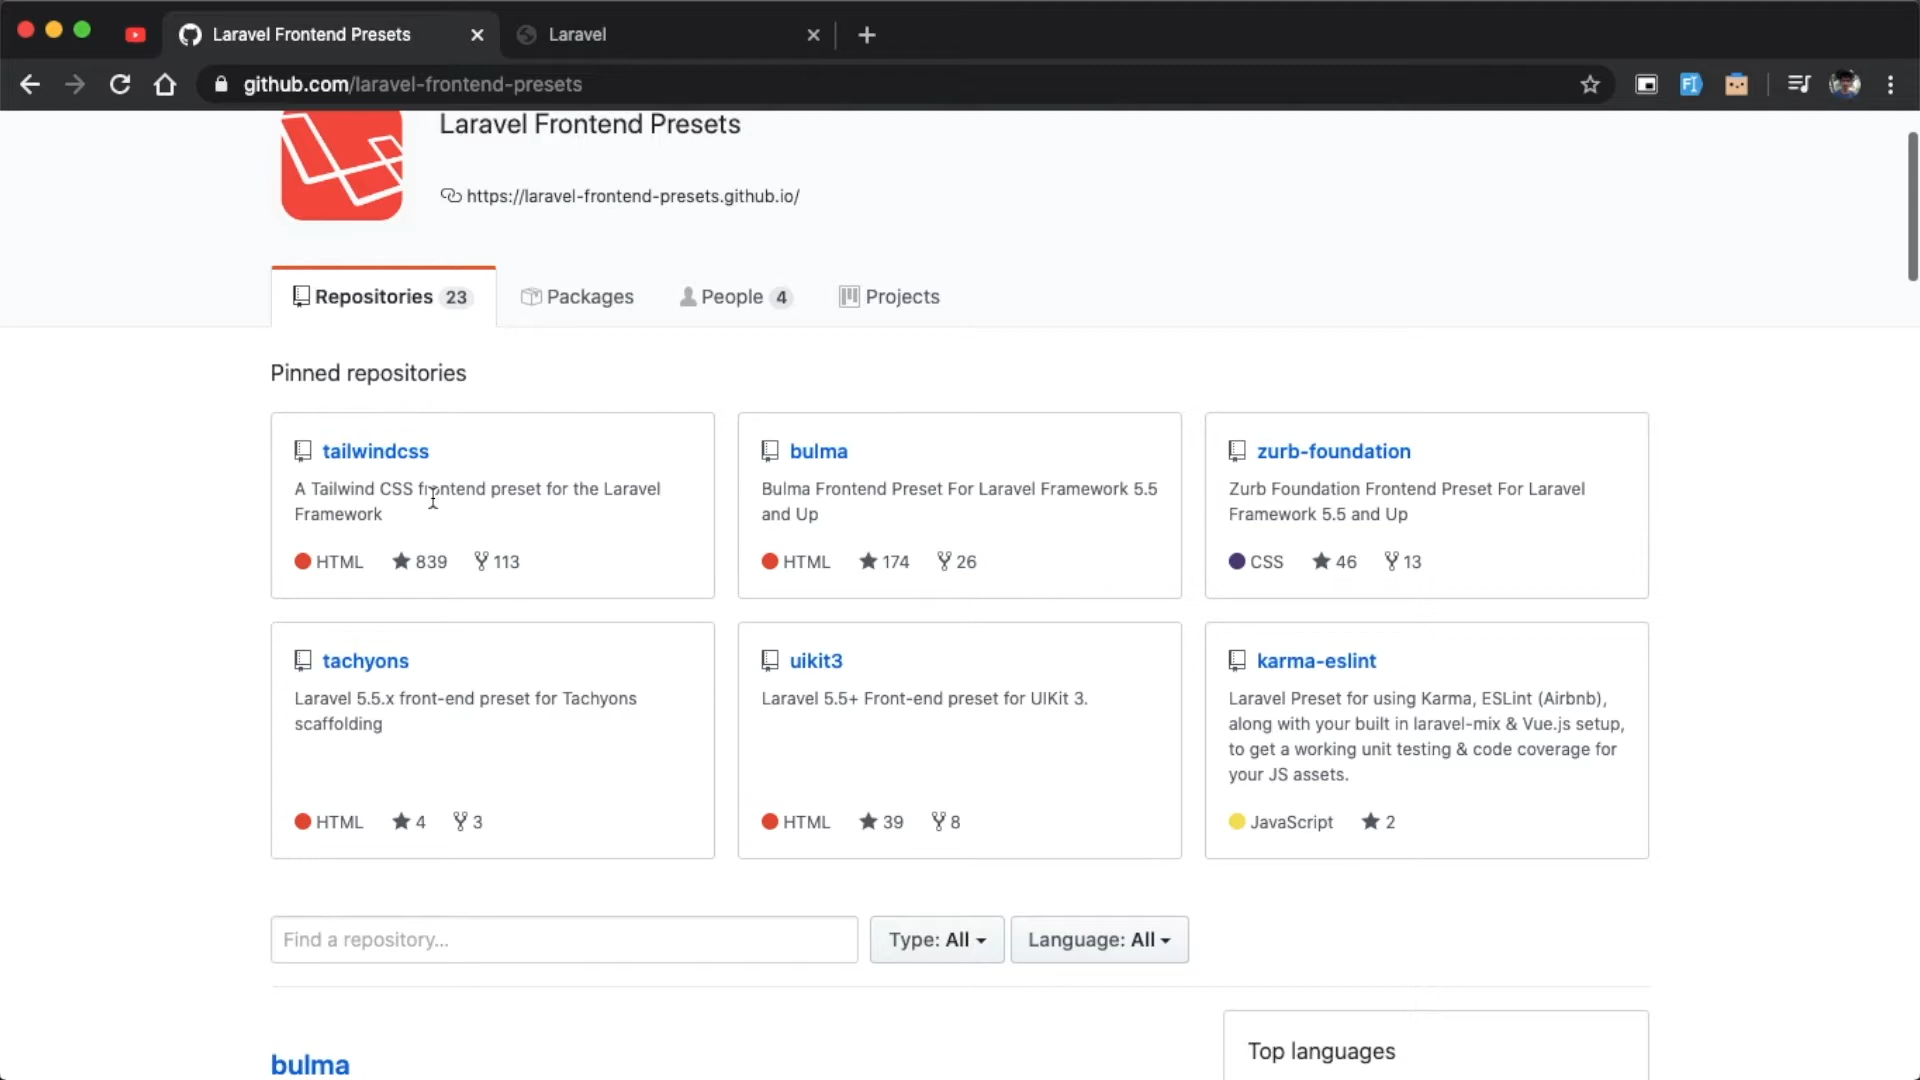 Laravel Frontend Presets
Laravel
github.com/laravel-frontend-presets
Laravel Frontend Presets
https://laravel-frontend-presets.github.io/
Repositories 23
Packages
People 4
Projects
Pinned repositories
tailwindcss
A Tailwind CSS frontend preset for the Laravel
Framework
HTML 839 113
bulma
Bulma Frontend Preset For Laravel Framework 5.5
and Up
HTML 174 26
zurb-foundation
Zurb Foundation Frontend Preset For Laravel
Framework 5.5 and Up
CSS 46 13
tachyons
Laravel 5.5.x front-end preset for Tachyons
scaffolding
HTML 4 3
uikit3
Laravel 5.5+ Front-end preset for UIKit 3.
HTML 39 8
karma-eslint
Laravel Preset for using Karma, ESLint (Airbnb),
along with your built in laravel-mix & Vue.js setup,
to get a working unit testing & code coverage for
your JS assets.
JavaScript 2
Find a repository...
Type: All
Language: All
bulma
Top languages